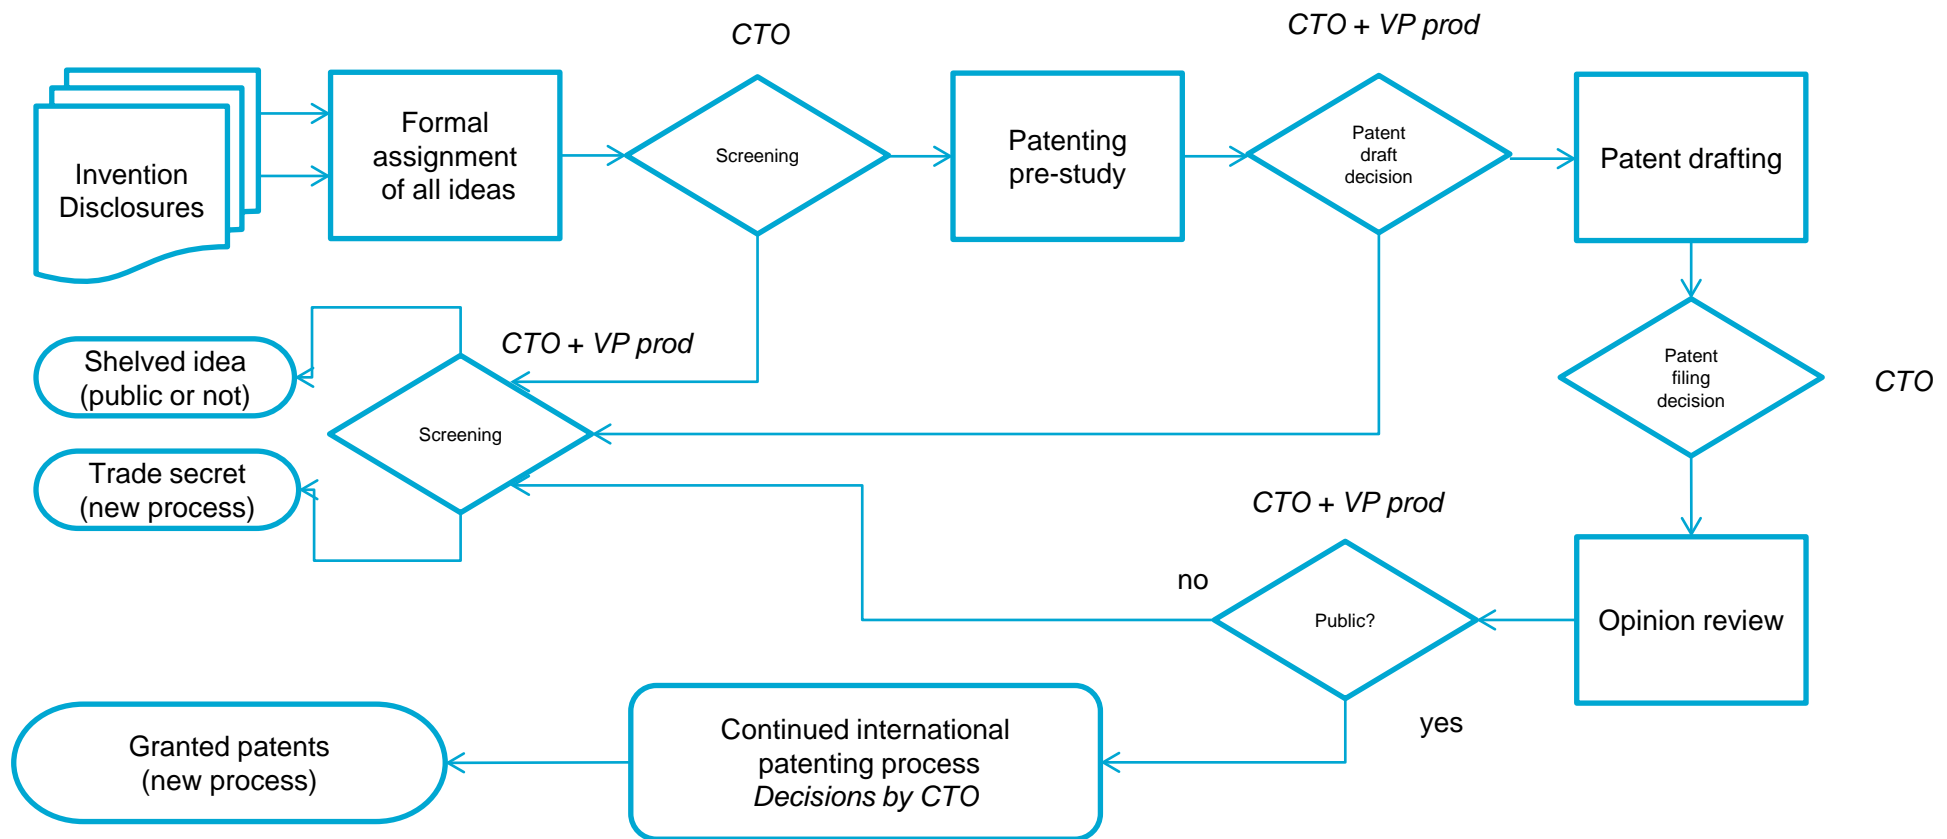 CTO
CTO + VP prod
Invention
Disclosures
Formal
assignment
of all ideas
Screening
Patenting
pre-study
Patent
draft
decision
Patent drafting
CTO + VP prod
Shelved idea
(public or not)
Screening
Trade secret
(new process)
Patent
filing
decision
CTO
CTO + VP prod
no
Public?
yes
Opinion review
Continued international
patenting process
Decisions by CTO
Granted patents
(new process)